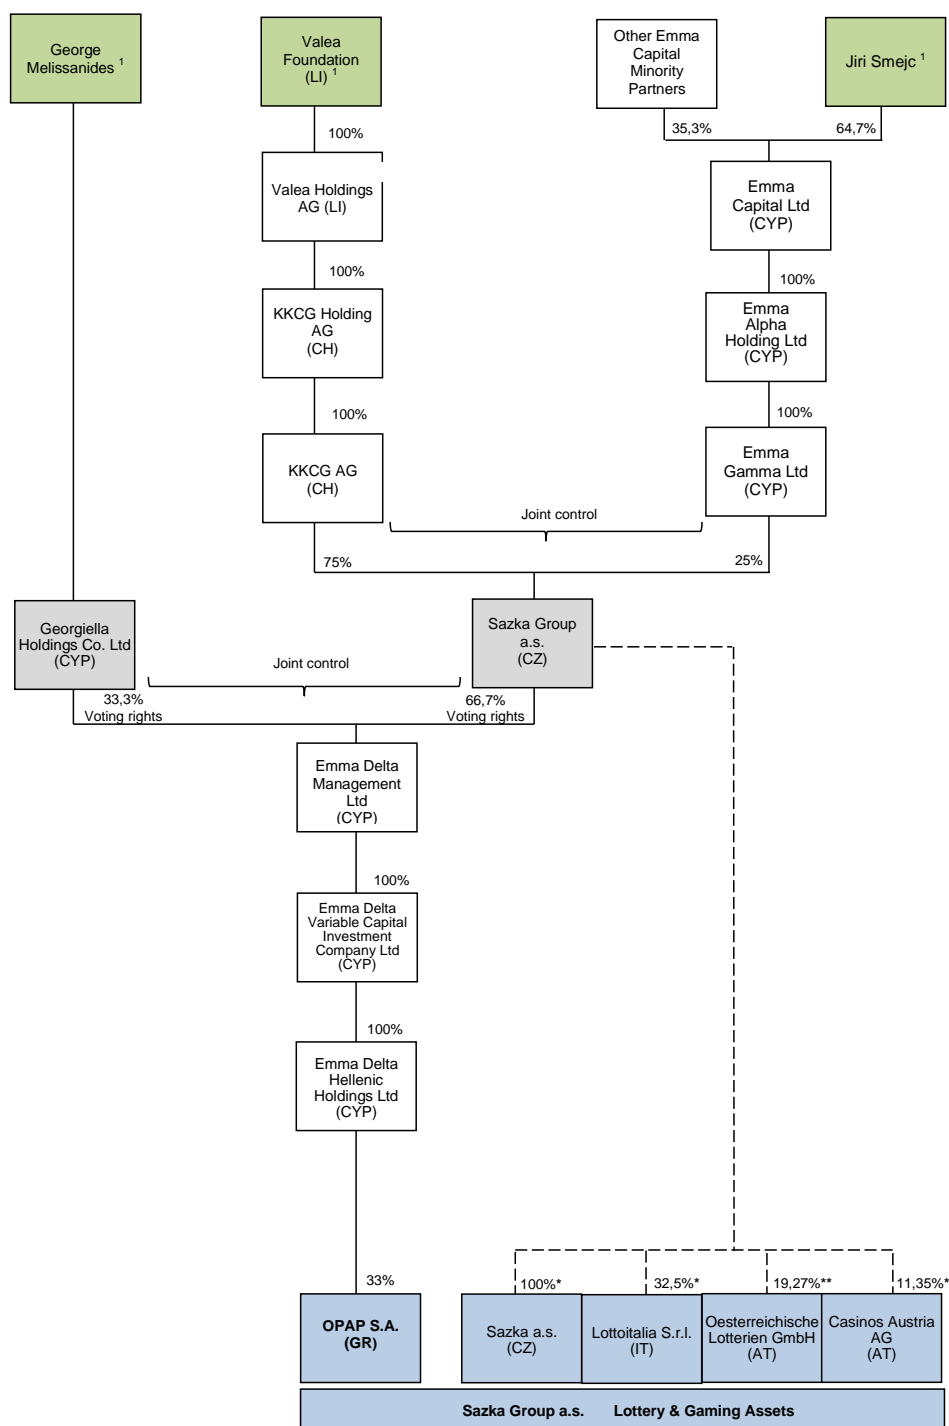 George
Melissanides ¹
Valea
Foundation
(LI) ¹
Other Emma
Capital
Minority
Partners
Jiri Smejc ¹
100%
35,3%
64,7%
Valea Holdings
AG (LI)
Emma
Capital Ltd
(CYP)
100%
100%
KKCG Holding
AG
(CH)
Emma
Alpha
Holding Ltd
(CYP)
100%
100%
KKCG AG
(CH)
Emma
Gamma Ltd
(CYP)
Joint control
75%
25%
Georgiella
Holdings Co. Ltd
(CYP)
Sazka Group
a.s.
(CZ)
Joint control
33,3%
Voting rights
66,7%
Voting rights
Emma Delta
Management
Ltd
(CYP)
100%
Emma Delta
Variable Capital
Investment
Company Ltd
(CYP)
100%
Emma Delta
Hellenic
Holdings Ltd
(CYP)
33%
100%*
32,5%*
19,27%**
11,35%*
OPAP S.A.
(GR)
Sazka a.s.
(CZ)
Lottoitalia S.r.l.
(IT)
Oesterreichische
Lotterien GmbH
(AT)
Casinos Austria
AG
(AT)
Sazka Group a.s. Lottery & Gaming Assets